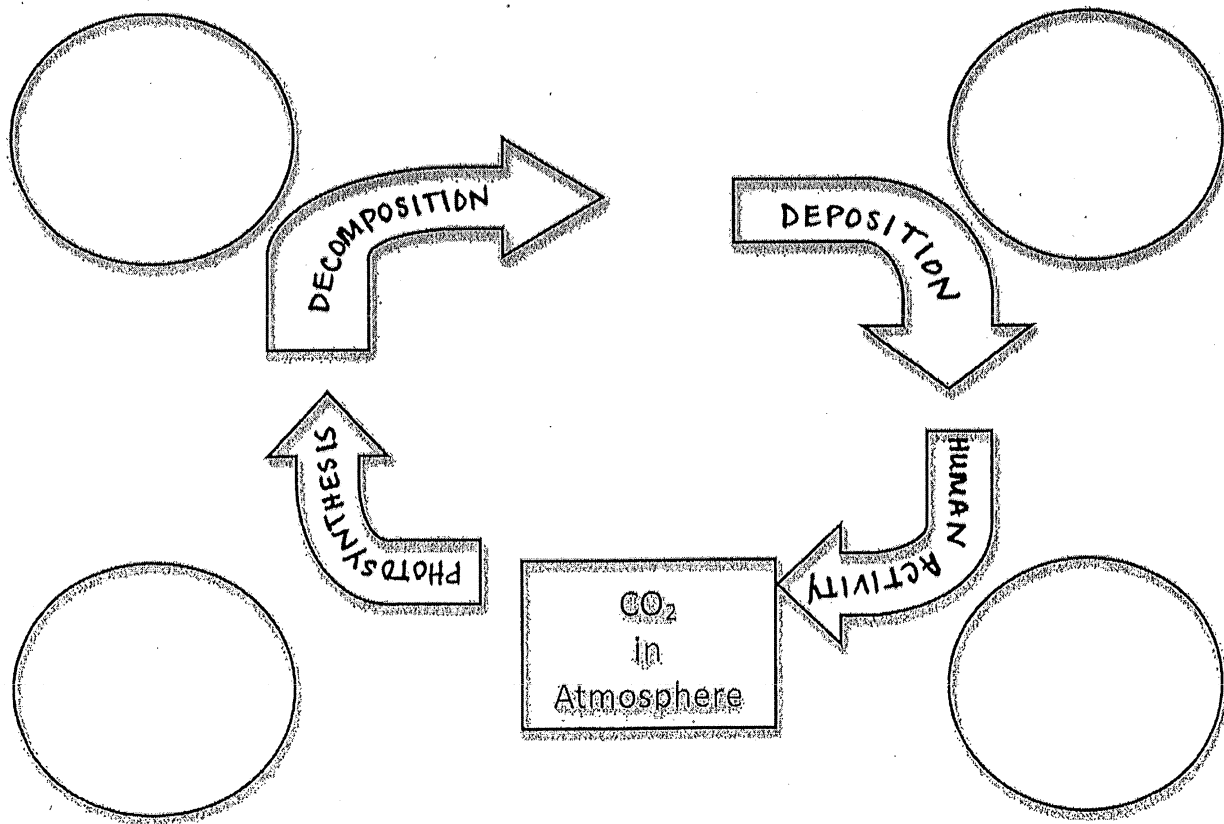 DECOMPOSITION
DEPOSITION
PHOTOSYNTHESIS
HUMAN ACTIVITY
CO₂
in
Atmosphere